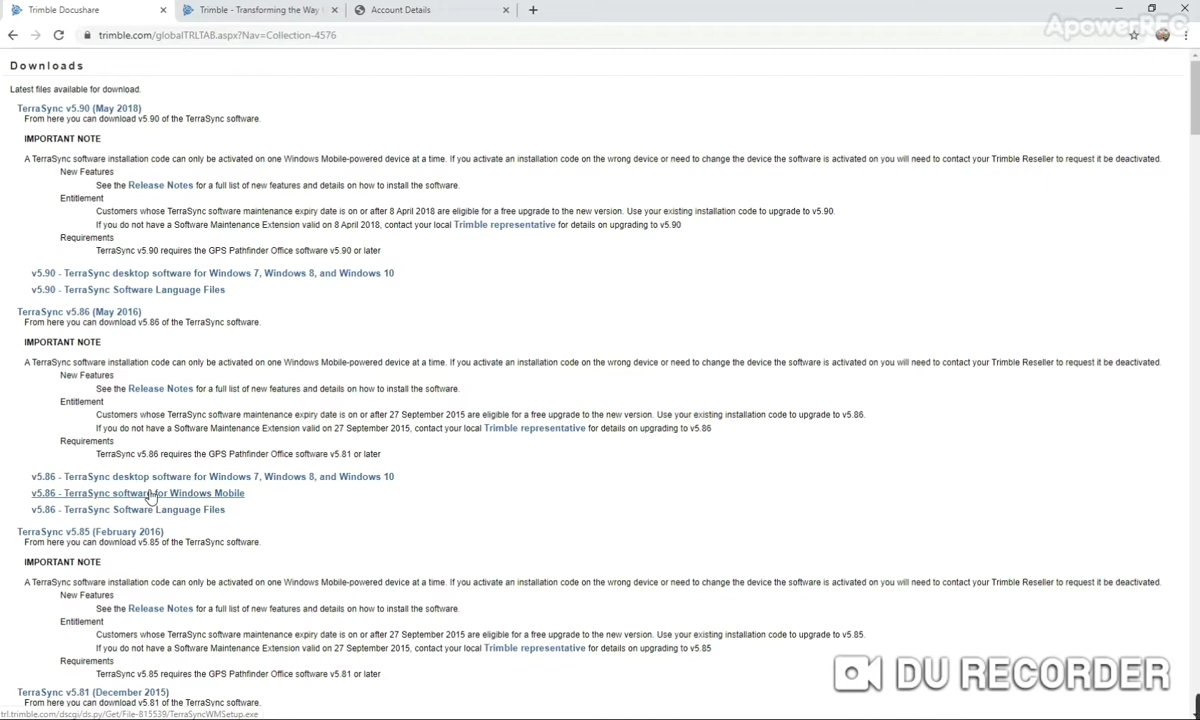 Trimble Docushare
Trimble - Transforming the Way
Account Details
trimble.com/globalTRLTAB.aspx?Nav=Collection-4576
ApowerREC
Downloads
Latest files available for download.
TerraSync v5.90 (May 2018)
From here you can download v5.90 of the TerraSync software.
IMPORTANT NOTE
A TerraSync software installation code can only be activated on one Windows Mobile-powered device at a time. If you activate an installation code on the wrong device or need to change the device the software is activated on you will need to contact your Trimble Reseller to request it be deactivated.
New Features
See the Release Notes for a full list of new features and details on how to install the software.
Entitlement
Customers whose TerraSync software maintenance expiry date is on or after 8 April 2018 are eligible for a free upgrade to the new version. Use your existing installation code to upgrade to v5.90.
If you do not have a Software Maintenance Extension valid on 8 April 2018, contact your local Trimble representative for details on upgrading to v5.90
Requirements
TerraSync v5.90 requires the GPS Pathfinder Office software v5.90 or later
v5.90 - TerraSync desktop software for Windows 7, Windows 8, and Windows 10
v5.90 - TerraSync Software Language Files
TerraSync v5.86 (May 2016)
From here you can download v5.86 of the TerraSync software.
IMPORTANT NOTE
A TerraSync software installation code can only be activated on one Windows Mobile-powered device at a time. If you activate an installation code on the wrong device or need to change the device the software is activated on you will need to contact your Trimble Reseller to request it be deactivated.
New Features
See the Release Notes for a full list of new features and details on how to install the software.
Entitlement
Customers whose TerraSync software maintenance expiry date is on or after 27 September 2015 are eligible for a free upgrade to the new version. Use your existing installation code to upgrade to v5.86.
If you do not have a Software Maintenance Extension valid on 27 September 2015, contact your local Trimble representative for details on upgrading to v5.86
Requirements
TerraSync v5.86 requires the GPS Pathfinder Office software v5.81 or later
v5.86 - TerraSync desktop software for Windows 7, Windows 8, and Windows 10
v5.86 - TerraSync software for Windows Mobile
v5.86 - TerraSync Software Language Files
TerraSync v5.85 (February 2016)
From here you can download v5.85 of the TerraSync software.
IMPORTANT NOTE
A TerraSync software installation code can only be activated on one Windows Mobile-powered device at a time. If you activate an installation code on the wrong device or need to change the device the software is activated on you will need to contact your Trimble Reseller to request it be deactivated.
New Features
See the Release Notes for a full list of new features and details on how to install the software.
Entitlement
Customers whose TerraSync software maintenance expiry date is on or after 27 September 2015 are eligible for a free upgrade to the new version. Use your existing installation code to upgrade to v5.85.
If you do not have a Software Maintenance Extension valid on 27 September 2015, contact your local Trimble representative for details on upgrading to v5.85
Requirements
TerraSync v5.85 requires the GPS Pathfinder Office software v5.81 or later
DU RECORDER
TerraSync v5.81 (December 2015)
From here you can download v5.81 of the TerraSync software.
trl.trimble.com/dscgi/ds.py/Get/File-815539/TerraSyncWMSetup.exe